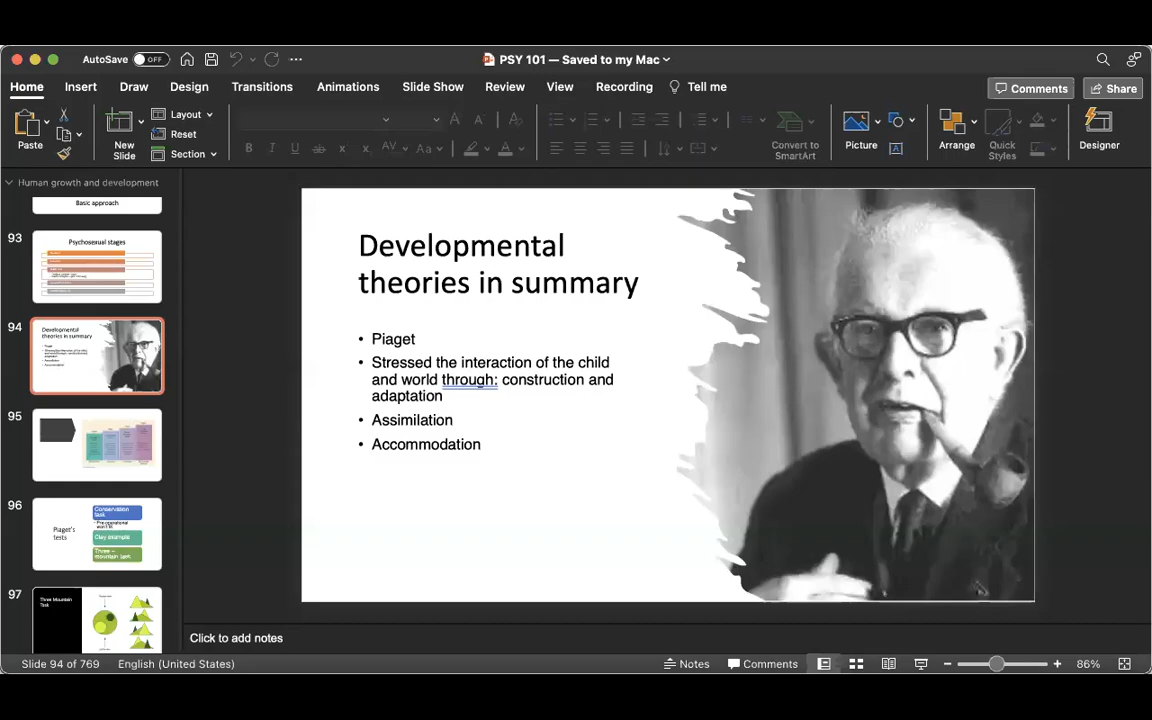 AutoSave OFF
PSY 101 — Saved to my Mac
Home Insert Draw Design Transitions Animations Slide Show Review View Recording Tell me
Comments Share
Paste
New
Slide
Layout
Reset
Section
Convert to
SmartArt
Picture
Arrange
Quick
Styles
Designer
Human growth and development
Basic approach
93
Psychosexual stages
94
Developmental
theories in summary
95
96
Piaget's
tests
Conservation
task
Clay example
Three –
mountain task
97
Three Mountain
Task
Developmental
theories in summary
• Piaget
• Stressed the interaction of the child
and world through: construction and
adaptation
• Assimilation
• Accommodation
Click to add notes
Slide 94 of 769 English (United States)
Notes Comments 86%